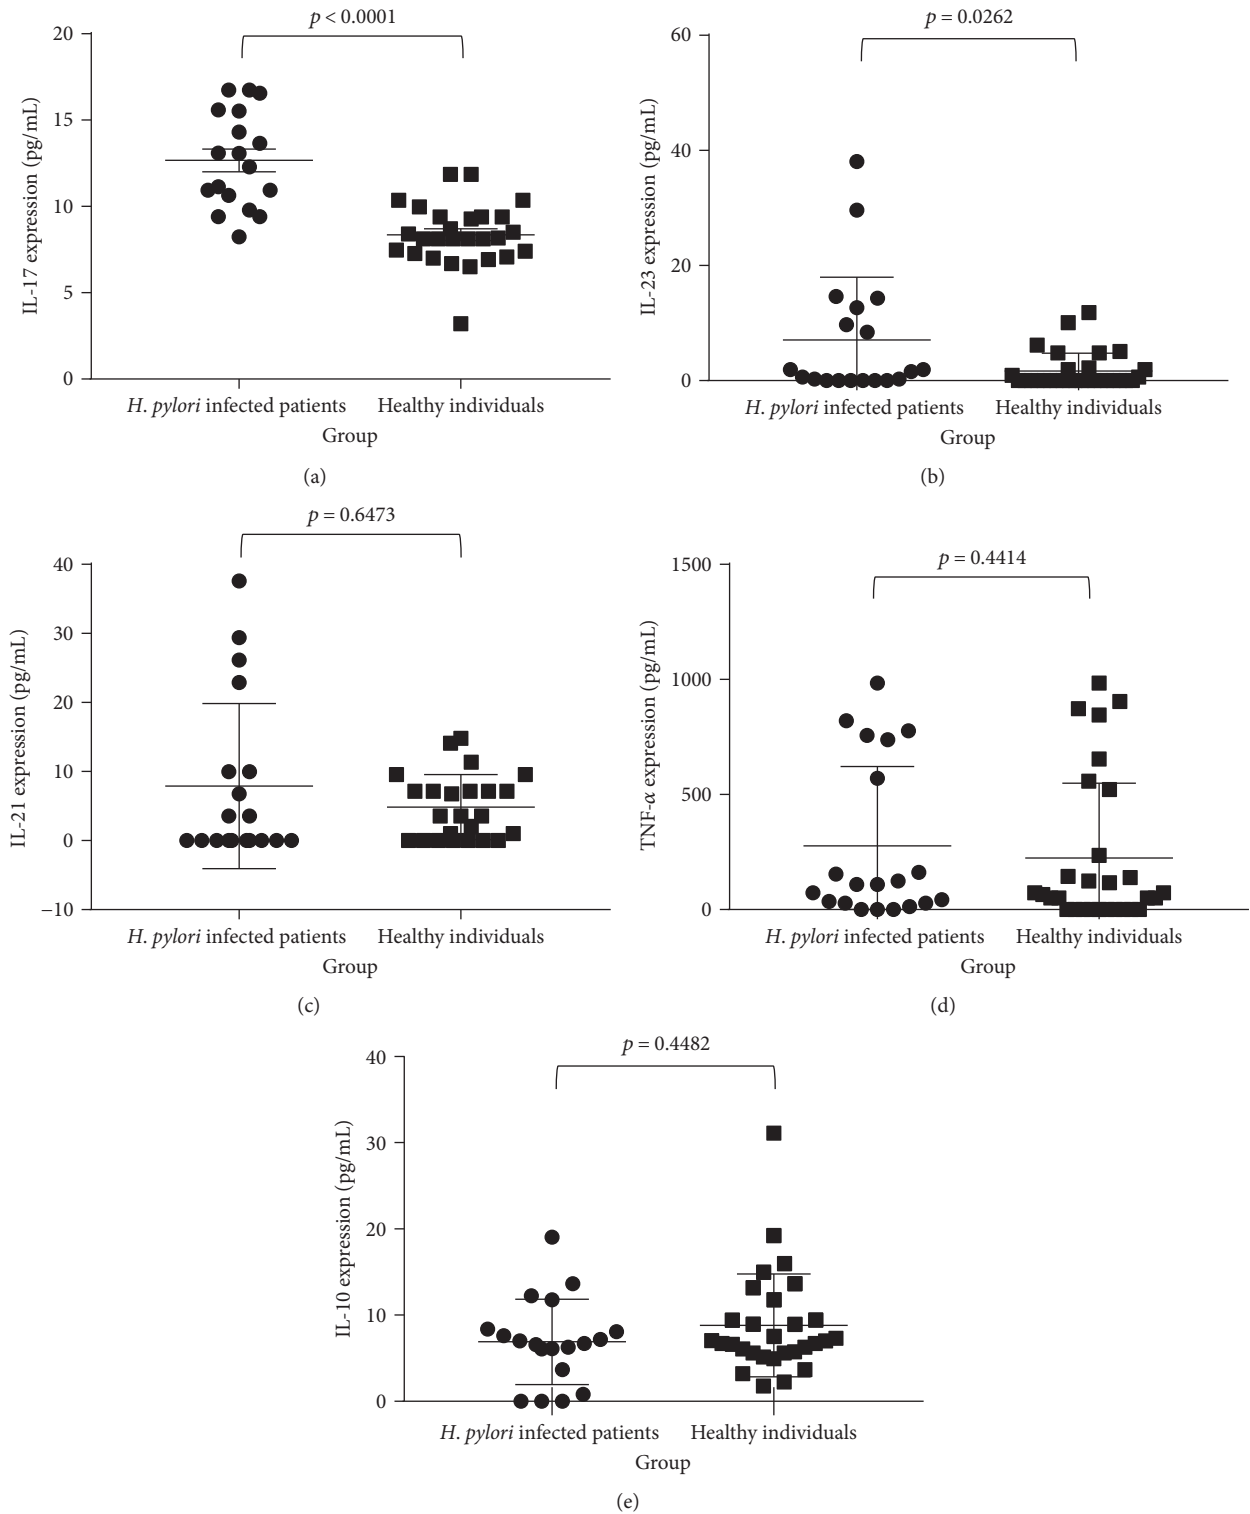 p < 0.0001
20
15
10
5
0
IL-17 expression (pg/mL)
H. pylori infected patients
Healthy individuals
Group
(a)
p = 0.0262
60
40
20
0
IL-23 expression (pg/mL)
H. pylori infected patients
Healthy individuals
Group
(b)
p = 0.6473
40
30
20
10
0
−10
IL-21 expression (pg/mL)
H. pylori infected patients
Healthy individuals
Group
(c)
p = 0.4414
1500
1000
500
0
TNF-α expression (pg/mL)
H. pylori infected patients
Healthy individuals
Group
(d)
p = 0.4482
40
30
20
10
0
IL-10 expression (pg/mL)
H. pylori infected patients
Healthy individuals
Group
(e)